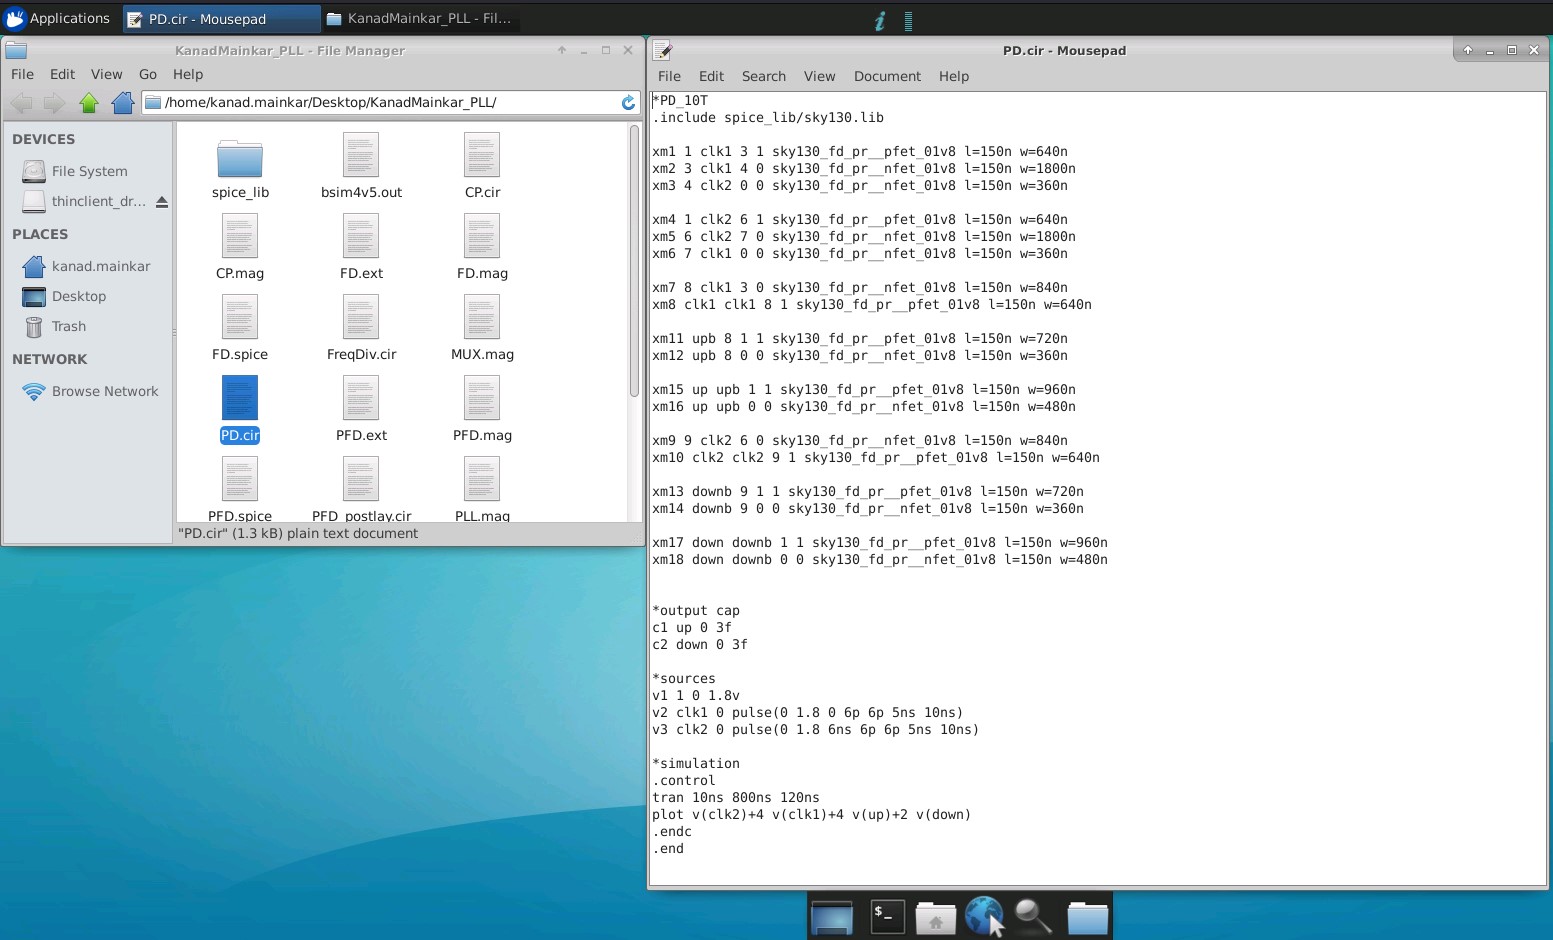 Applications
PD.cir - Mousepad
KanadMainkar_PLL - Fil...
KanadMainkar_PLL - File Manager
File Edit View Go Help
/home/kanad.mainkar/Desktop/KanadMainkar_PLL/
DEVICES
File System
thinclient_dr...
PLACES
kanad.mainkar
Desktop
Trash
NETWORK
Browse Network
spice_lib bsim4v5.out CP.cir
CP.mag FD.ext FD.mag
FD.spice FreqDiv.cir MUX.mag
PD.cir PFD.ext PFD.mag
PFD.spice PFD_postlay.cir PLL.mag
"PD.cir" (1.3 kB) plain text document
PD.cir - Mousepad
File Edit Search View Document Help
*PD_10T
.include spice_lib/sky130.lib
xm1 1 clk1 3 1 sky130_fd_pr__pfet_01v8 l=150n w=640n
xm2 3 clk1 4 0 sky130_fd_pr__nfet_01v8 l=150n w=1800n
xm3 4 clk2 0 0 sky130_fd_pr__nfet_01v8 l=150n w=360n
xm4 1 clk2 6 1 sky130_fd_pr__pfet_01v8 l=150n w=640n
xm5 6 clk2 7 0 sky130_fd_pr__nfet_01v8 l=150n w=1800n
xm6 7 clk1 0 0 sky130_fd_pr__nfet_01v8 l=150n w=360n
xm7 8 clk1 3 0 sky130_fd_pr__nfet_01v8 l=150n w=840n
xm8 clk1 clk1 8 1 sky130_fd_pr__pfet_01v8 l=150n w=640n
xm11 upb 8 1 1 sky130_fd_pr__pfet_01v8 l=150n w=720n
xm12 upb 8 0 0 sky130_fd_pr__nfet_01v8 l=150n w=360n
xm15 up upb 1 1 sky130_fd_pr__pfet_01v8 l=150n w=960n
xm16 up upb 0 0 sky130_fd_pr__nfet_01v8 l=150n w=480n
xm9 9 clk2 6 0 sky130_fd_pr__nfet_01v8 l=150n w=840n
xm10 clk2 clk2 9 1 sky130_fd_pr__pfet_01v8 l=150n w=640n
xm13 downb 9 1 1 sky130_fd_pr__pfet_01v8 l=150n w=720n
xm14 downb 9 0 0 sky130_fd_pr__nfet_01v8 l=150n w=360n
xm17 down downb 1 1 sky130_fd_pr__pfet_01v8 l=150n w=960n
xm18 down downb 0 0 sky130_fd_pr__nfet_01v8 l=150n w=480n
*output cap
c1 up 0 3f
c2 down 0 3f
*sources
v1 1 0 1.8v
v2 clk1 0 pulse(0 1.8 0 6p 6p 5ns 10ns)
v3 clk2 0 pulse(0 1.8 6ns 6p 6p 5ns 10ns)
*simulation
.control
tran 10ns 800ns 120ns
plot v(clk2)+4 v(clk1)+4 v(up)+2 v(down)
.endc
.end
$_